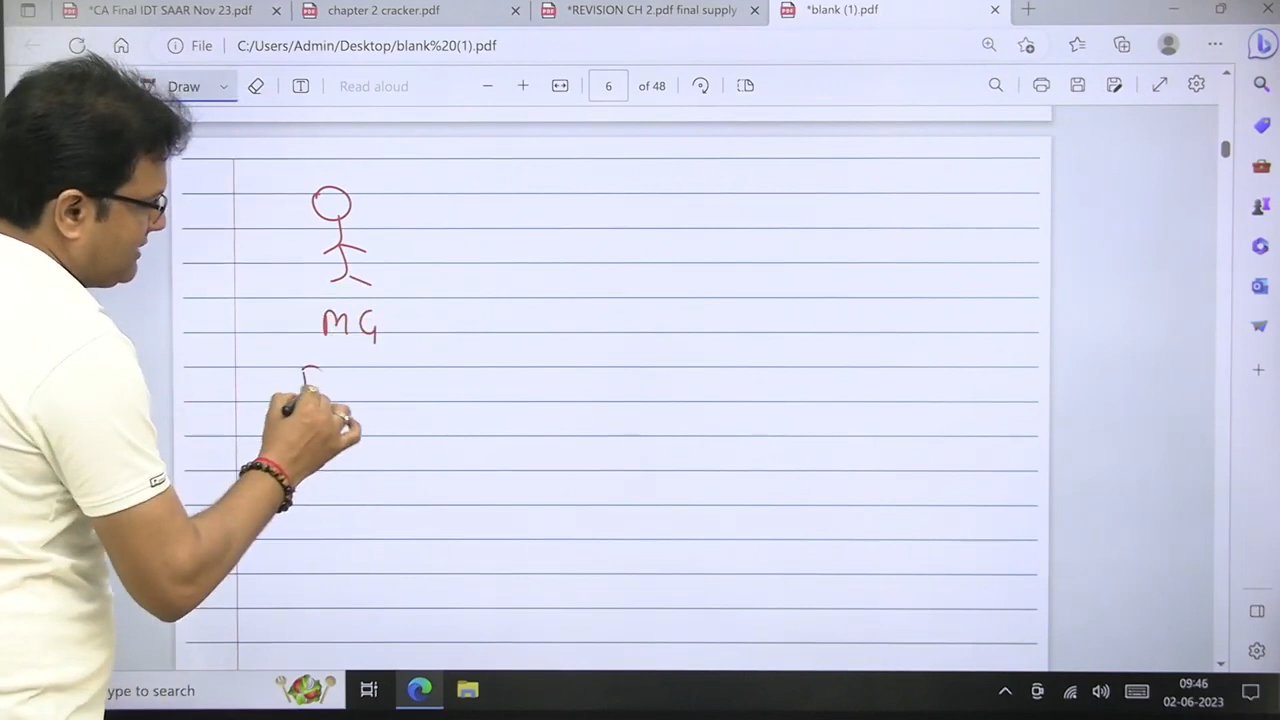 *CA Final IDT SAAR Nov 23.pdf
chapter 2 cracker.pdf
*REVISION CH 2.pdf final supply
*blank (1).pdf
File
C:/Users/Admin/Desktop/blank%20(1).pdf
Draw
Read aloud
6
of 48
MG
ype to search
09:46
02-06-2023